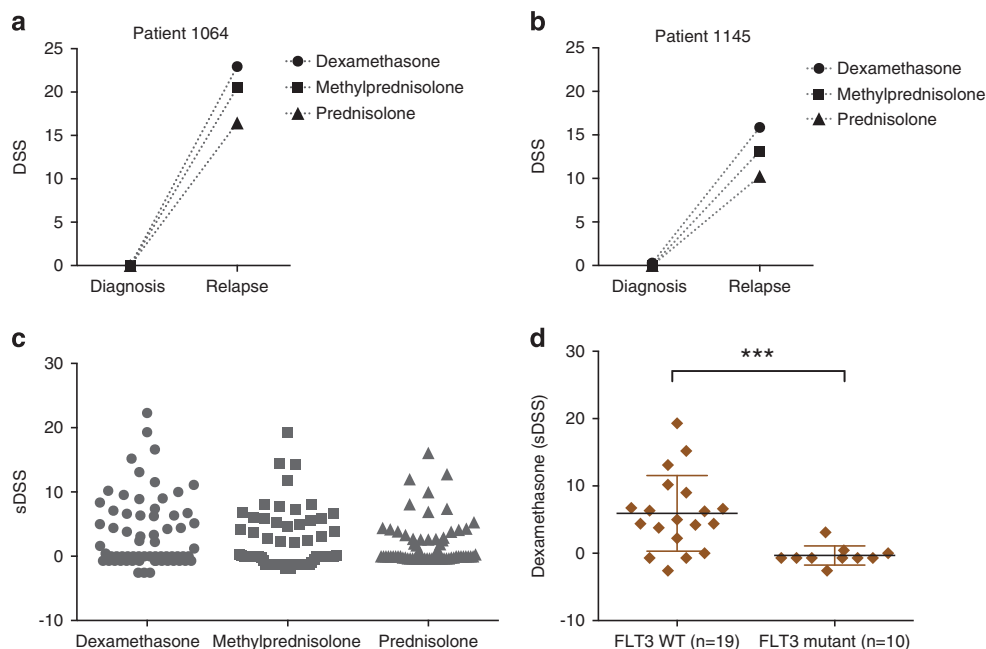 a
Patient 1064
25
20
15
10
5
0
DSS
Diagnosis
Relapse
Dexamethasone
Methylprednisolone
Prednisolone
b
Patient 1145
25
20
15
10
5
0
DSS
Diagnosis
Relapse
Dexamethasone
Methylprednisolone
Prednisolone
c
30
20
10
0
-10
sDSS
Dexamethasone
Methylprednisolone
Prednisolone
d
30
20
10
0
-10
Dexamethasone (sDSS)
***
FLT3 WT (n=19)
FLT3 mutant (n=10)